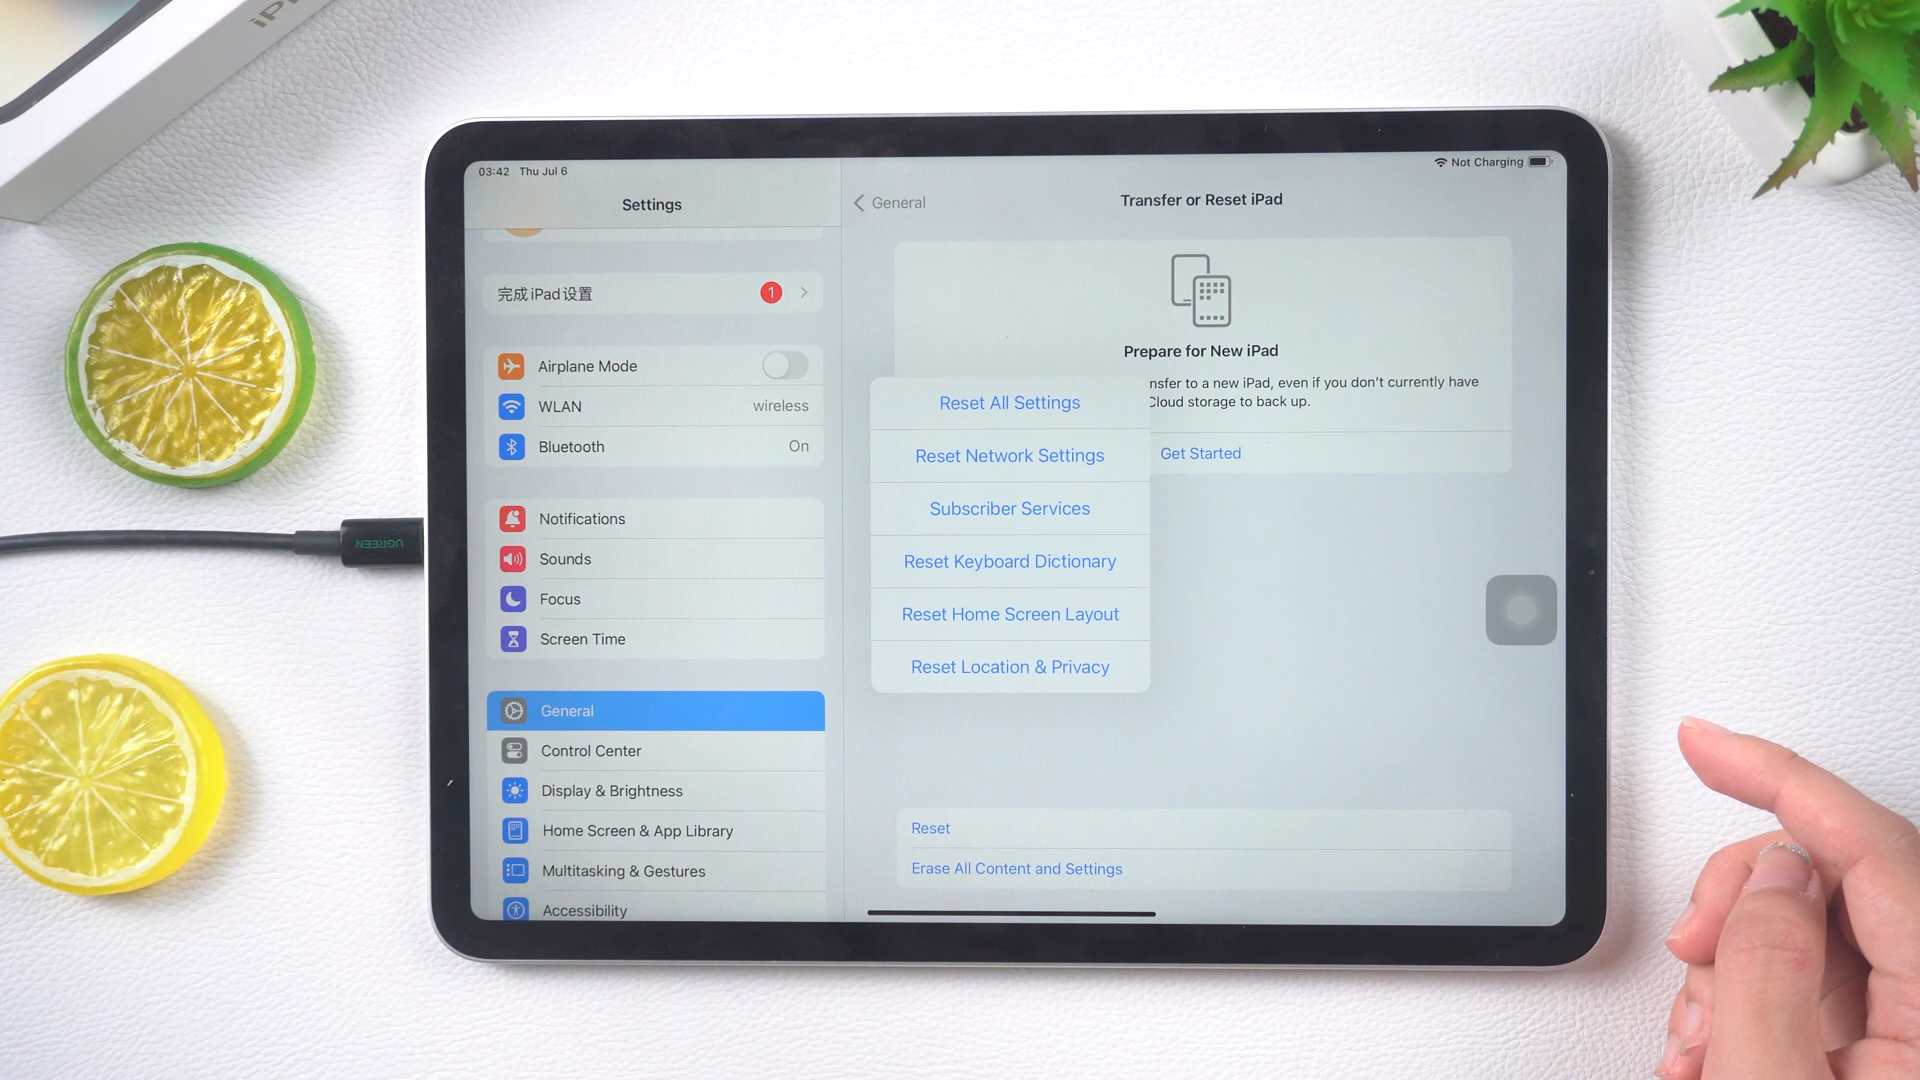 iP
UGREEN
03:42 Thu Jul 6
Not Charging
Settings
完成iPad设置
1
Airplane Mode
WLAN
wireless
Bluetooth
On
Notifications
Sounds
Focus
Screen Time
General
Control Center
Display & Brightness
Home Screen & App Library
Multitasking & Gestures
Accessibility
General
Transfer or Reset iPad
Prepare for New iPad
nsfer to a new iPad, even if you don't currently have
Cloud storage to back up.
Get Started
Reset All Settings
Reset Network Settings
Subscriber Services
Reset Keyboard Dictionary
Reset Home Screen Layout
Reset Location & Privacy
Reset
Erase All Content and Settings